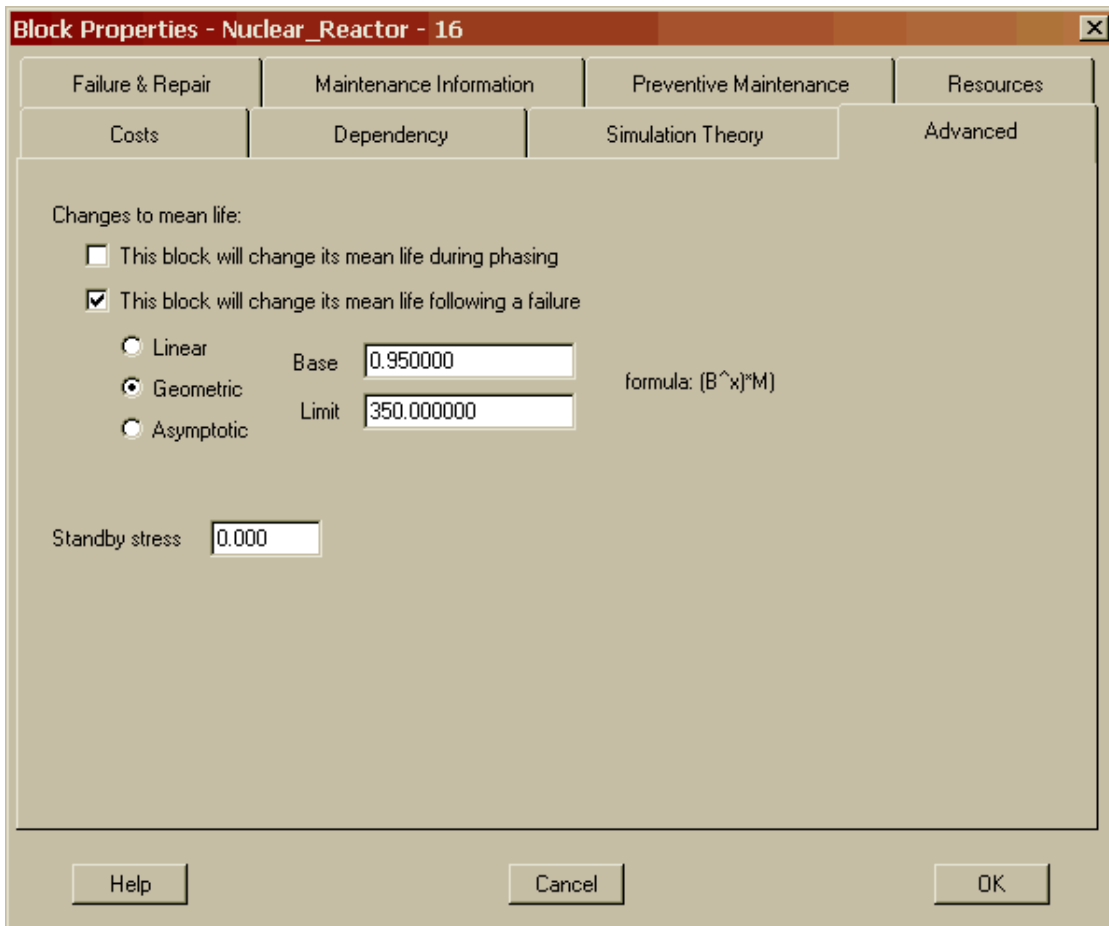 Block Properties - Nuclear_Reactor - 16
Failure & Repair Maintenance Information Preventive Maintenance Resources
Costs Dependency Simulation Theory Advanced
Changes to mean life:
This block will change its mean life during phasing
This block will change its mean life following a failure
Linear
Base 0.950000
Geometric
formula: (B^x)*M)
Limit 350.000000
Asymptotic
Standby stress 0.000
Help Cancel OK